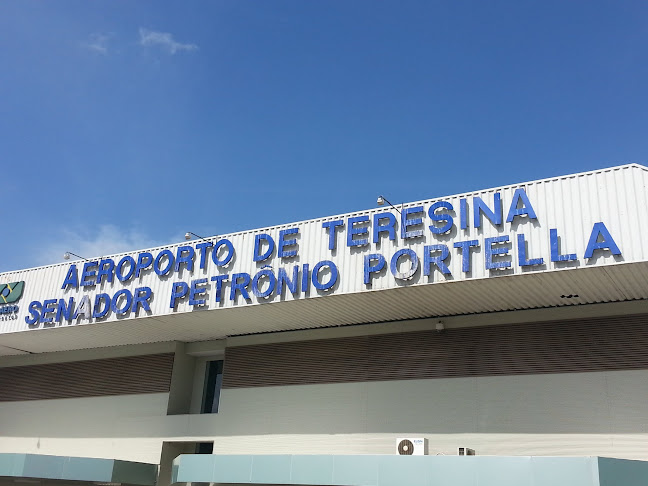 AEROPORTO DE TERESINA
SENADOR PETRÔNIO PORTELLA